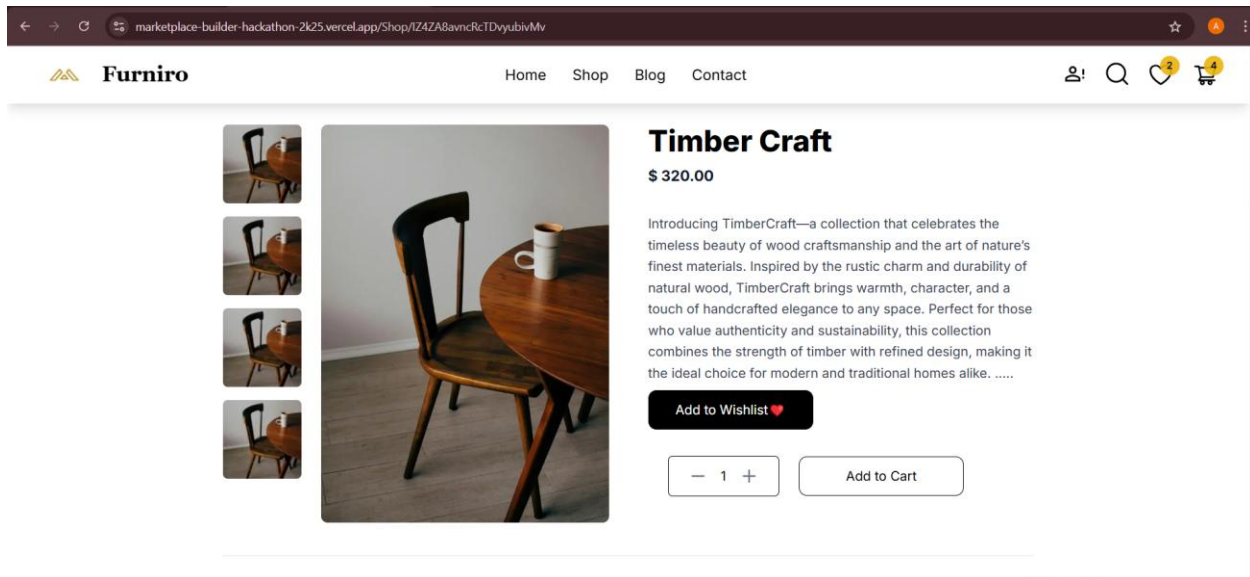 marketplace-builder-hackathon-2k25.vercel.app/Shop/IZ4ZA8avncRcTDvyubivMv
A
Furniro
Home Shop Blog Contact
2
4
Timber Craft
$ 320.00
Introducing TimberCraft—a collection that celebrates the
timeless beauty of wood craftsmanship and the art of nature’s
finest materials. Inspired by the rustic charm and durability of
natural wood, TimberCraft brings warmth, character, and a
touch of handcrafted elegance to any space. Perfect for those
who value authenticity and sustainability, this collection
combines the strength of timber with refined design, making it
the ideal choice for modern and traditional homes alike. .....
Add to Wishlist❤️
— 1 +
Add to Cart